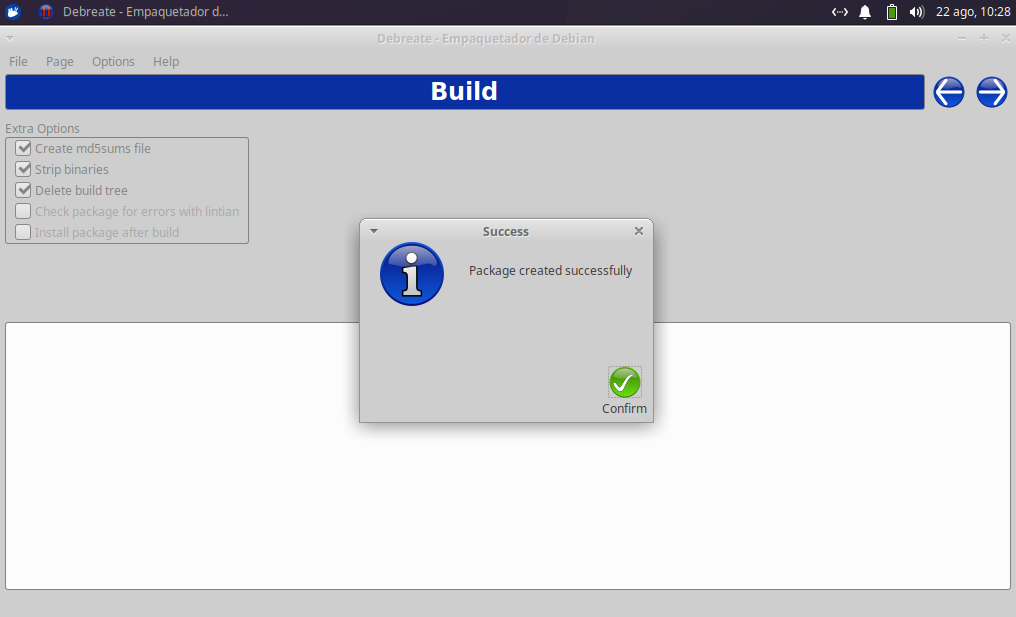 Debreate - Empaquetador d...
22 ago, 10:28
Debreate - Empaquetador de Debian
File Page Options Help
Build
Extra Options
Create md5sums file
Strip binaries
Delete build tree
Check package for errors with lintian
Install package after build
Success
Package created successfully
Confirm